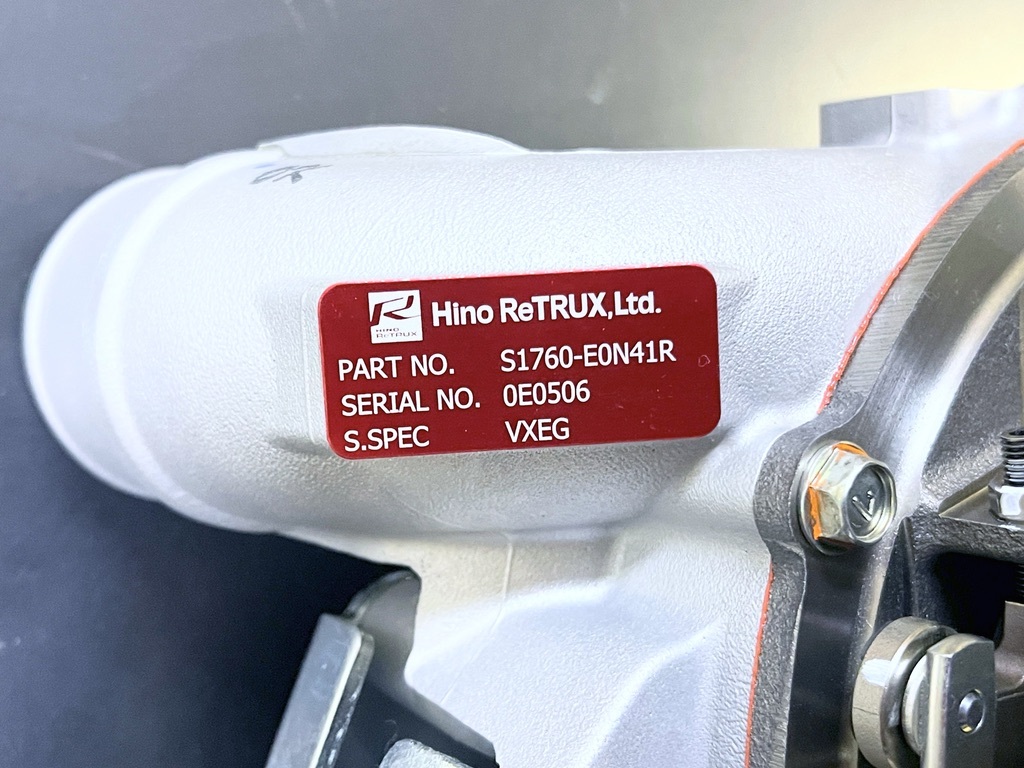 R
HINO
ReTRUX
Hino ReTRUX,Ltd.
PART NO. S1760-E0N41R
SERIAL NO. 0E0506
S.SPEC VXEG